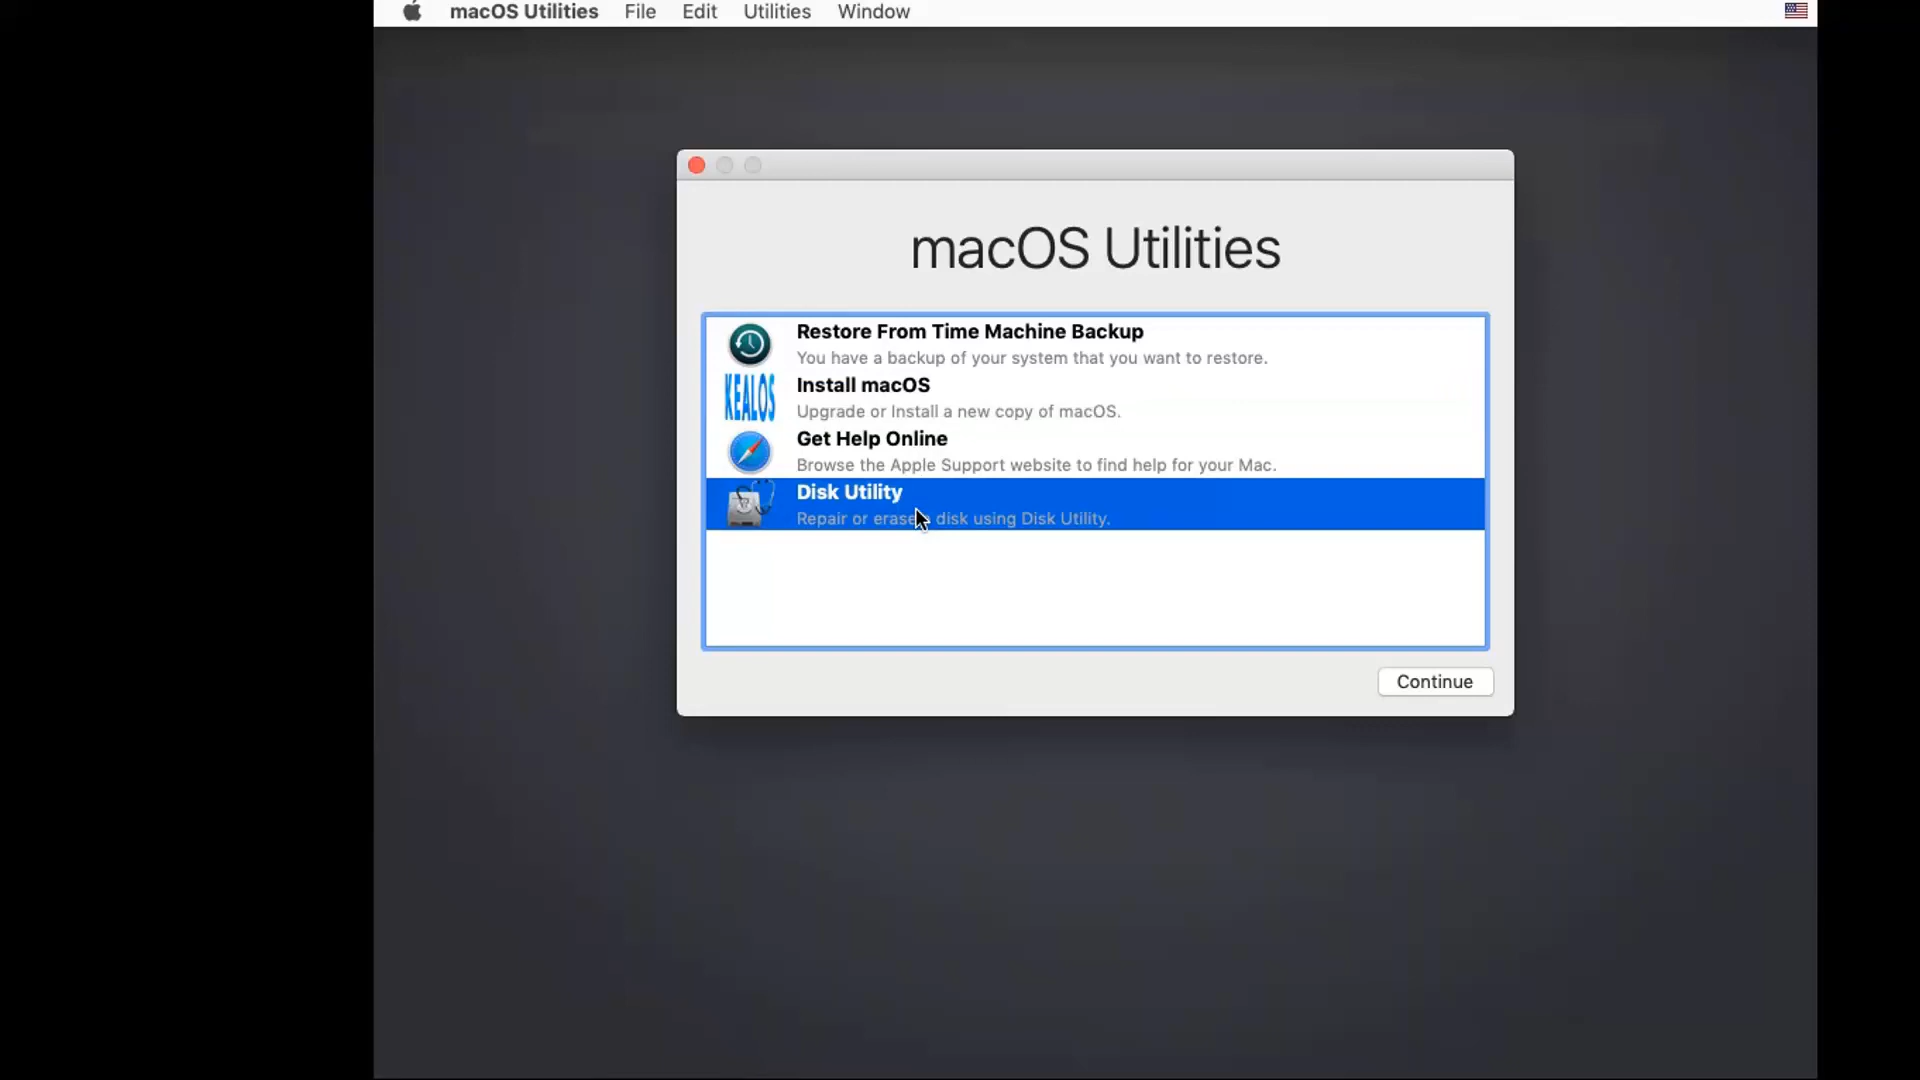 macOS Utilities File Edit Utilities Window
macOS Utilities
Restore From Time Machine Backup
You have a backup of your system that you want to restore.
KEALOS
Install macOS
Upgrade or Install a new copy of macOS.
Get Help Online
Browse the Apple Support website to find help for your Mac.
Disk Utility
Repair or erase disk using Disk Utility.
Continue